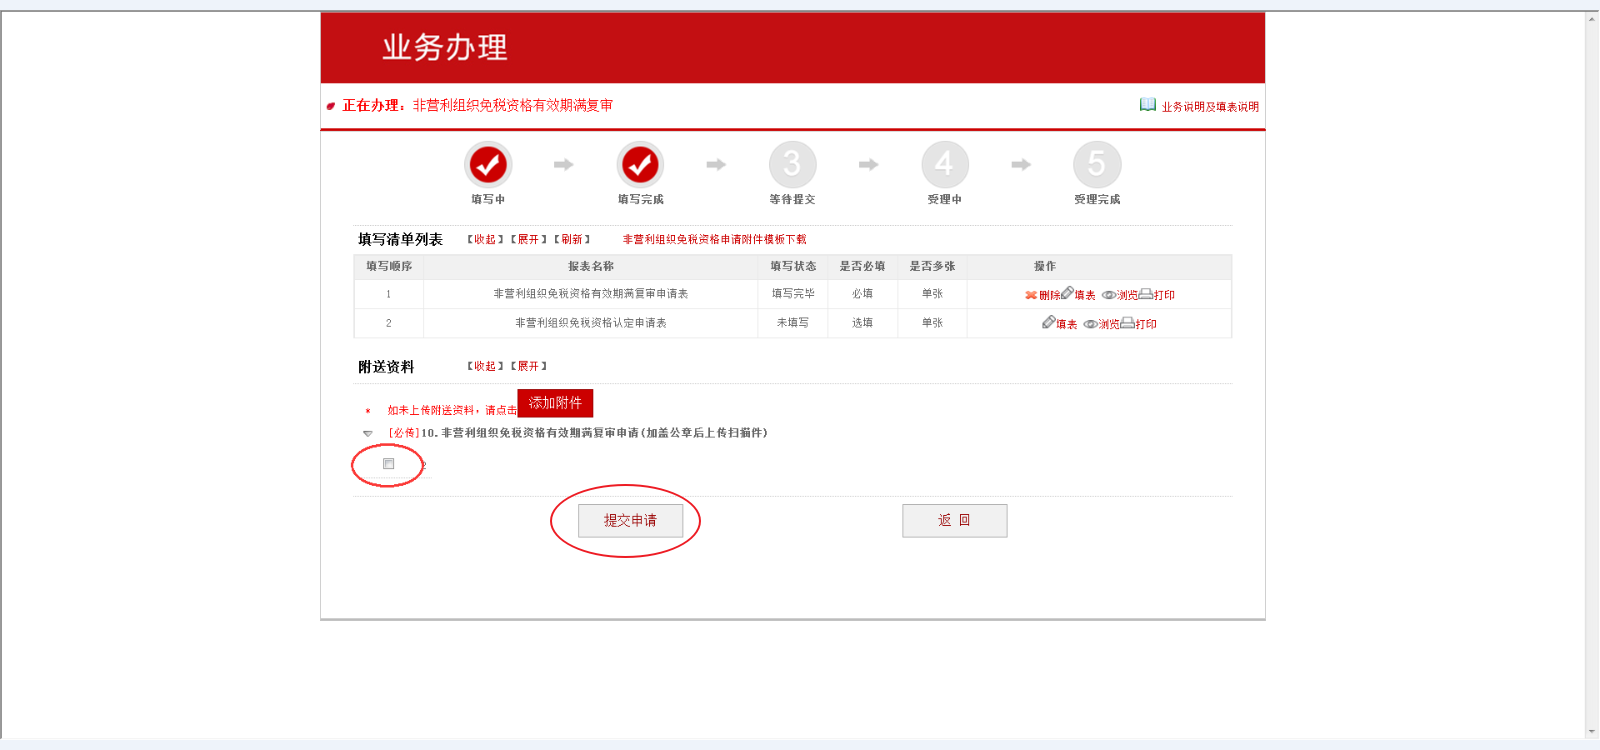 业务办理
正在办理：非营利组织免税资格有效期满复审
业务说明及填表说明
3 4 5
填写中 填写完成 等待提交 受理中 受理完成
填写清单列表 【收起】【展开】【刷新】 非营利组织免税资格申请附件模板下载
填写顺序 报表名称 填写状态 是否必填 是否多张 操作
1 非营利组织免税资格有效期满复审申请表 填写完毕 必填 单张 删除 填表 浏览 打印
2 非营利组织免税资格认定申请表 未填写 选填 单张 填表 浏览 打印
附送资料 【收起】【展开】
* 如未上传附送资料，请点击 添加附件
[必传]10.非营利组织免税资格有效期满复审申请(加盖公章后上传扫描件)
2
提交申请 返 回